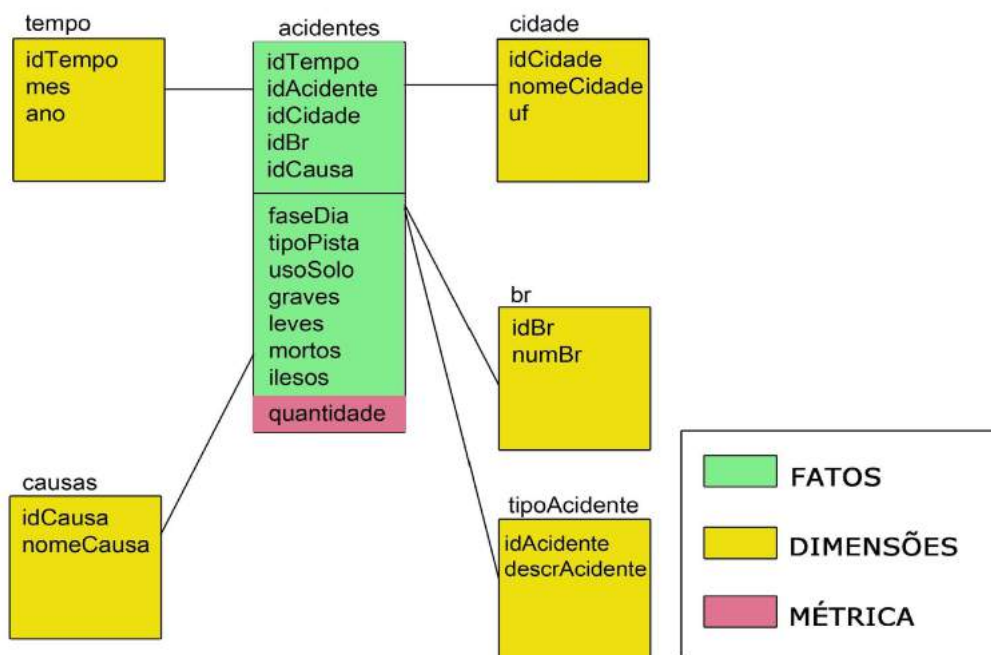 tempo
idTempo
mes
ano
acidentes
idTempo
idAcidente
idCidade
idBr
idCausa
faseDia
tipoPista
usoSolo
graves
leves
mortos
ilesos
quantidade
cidade
idCidade
nomeCidade
uf
br
idBr
numBr
causas
idCausa
nomeCausa
tipoAcidente
idAcidente
descrAcidente
FATOS
DIMENSÕES
MÉTRICA